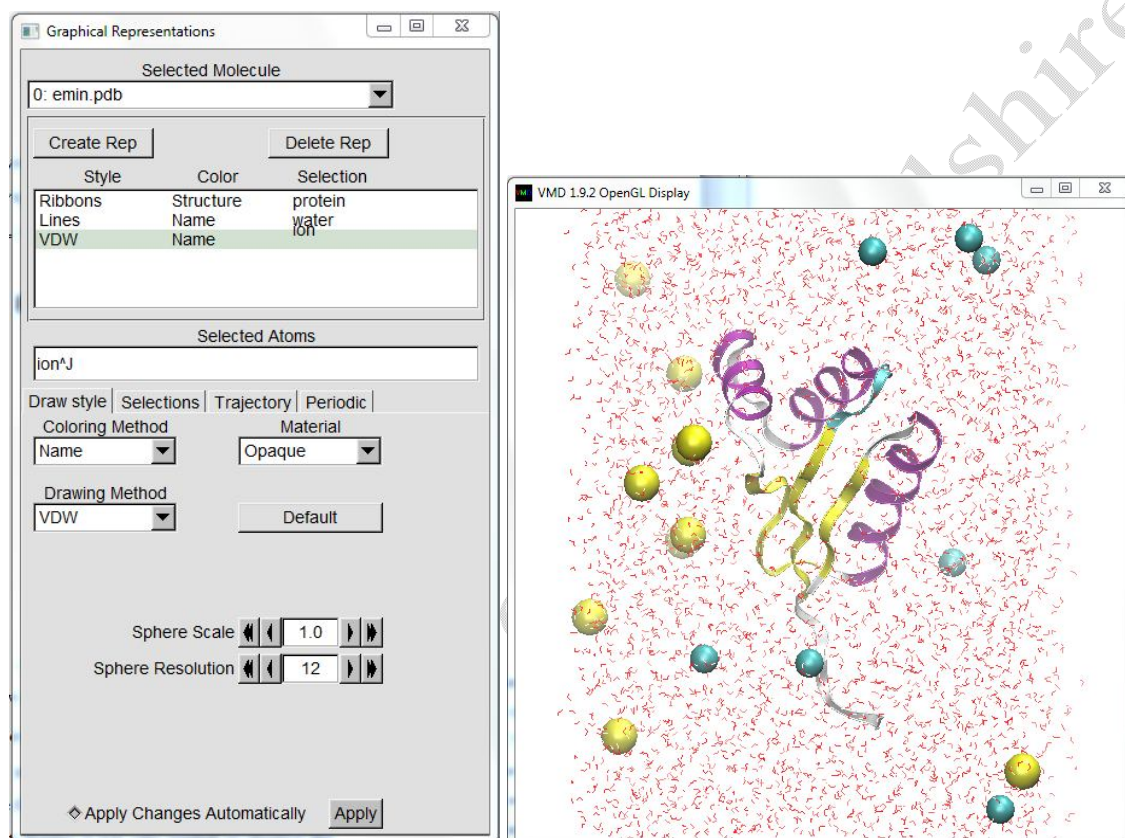 Graphical Representations
Selected Molecule
0: emin.pdb
Create Rep Delete Rep
Style Color Selection
Ribbons Structure protein
Lines Name water
VDW Name ion
Selected Atoms
ion^J
Draw style Selections Trajectory Periodic
Coloring Method Material
Name Opaque
Drawing Method
VDW Default
Sphere Scale 1.0
Sphere Resolution 12
Apply Changes Automatically Apply
VMD 1.9.2 OpenGL Display